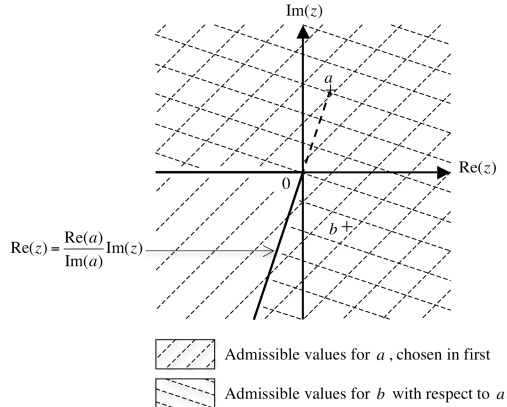 Im(z)
a
Re(z)
0
b
Re(z) = Re(a)/Im(a) Im(z)
Admissible values for a , chosen in first
Admissible values for b with respect to a